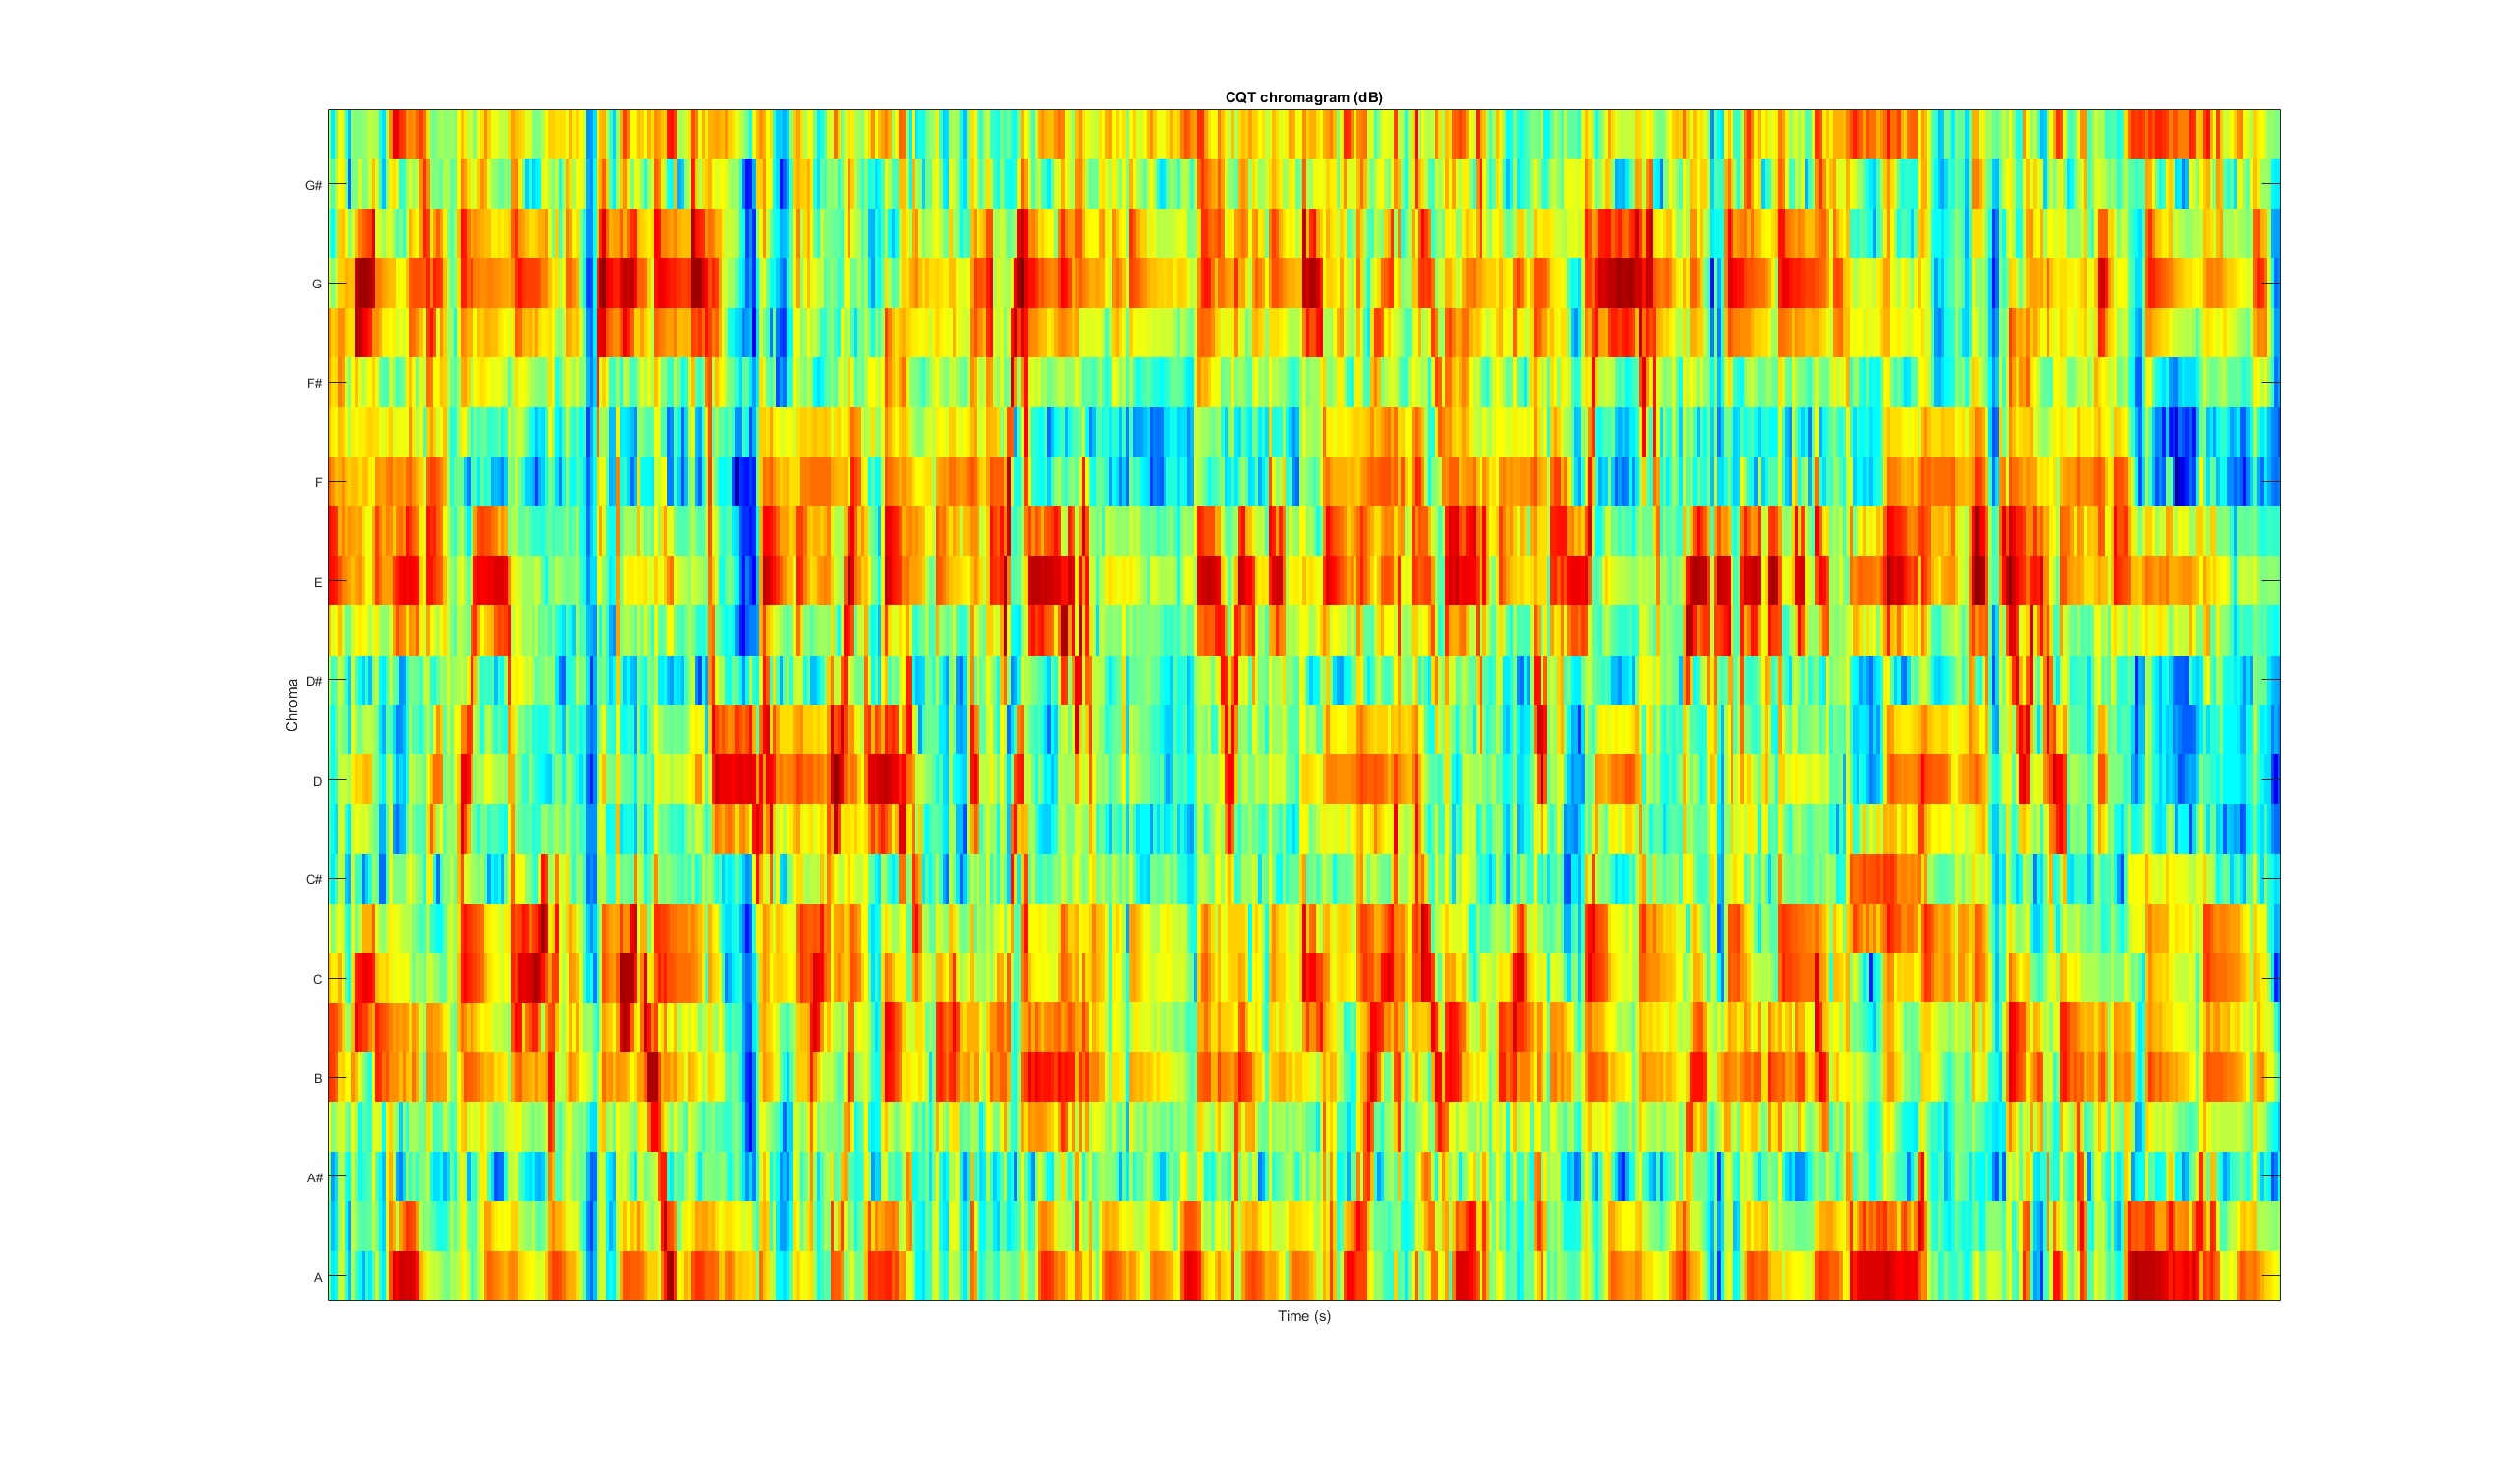 CQT chromagram (dB)
G#
G
F#
F
E
D#
D
C#
C
B
A#
A
Chroma
Time (s)